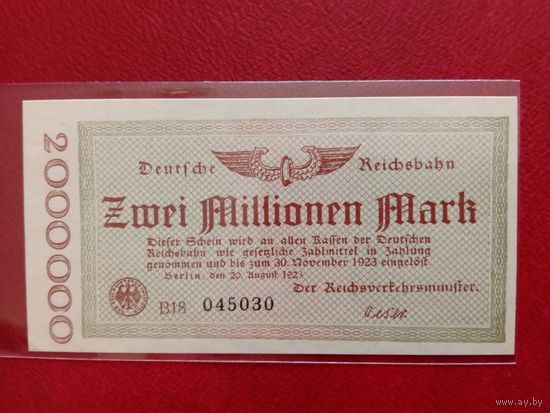 2000000
Deutsche Reichsbahn
Zwei Millionen Mark
Dieser Schein wird an allen Kassen der Deutschen
Reichsbahn wie gesetzliche Zahlmittel in Zahlung
genommen und bis zum 30. November 1923 eingelöst
Berlin, den 20. August 1923
Der Reichsverkehrsminister.
B18 045030
Oeser
www.ay.by